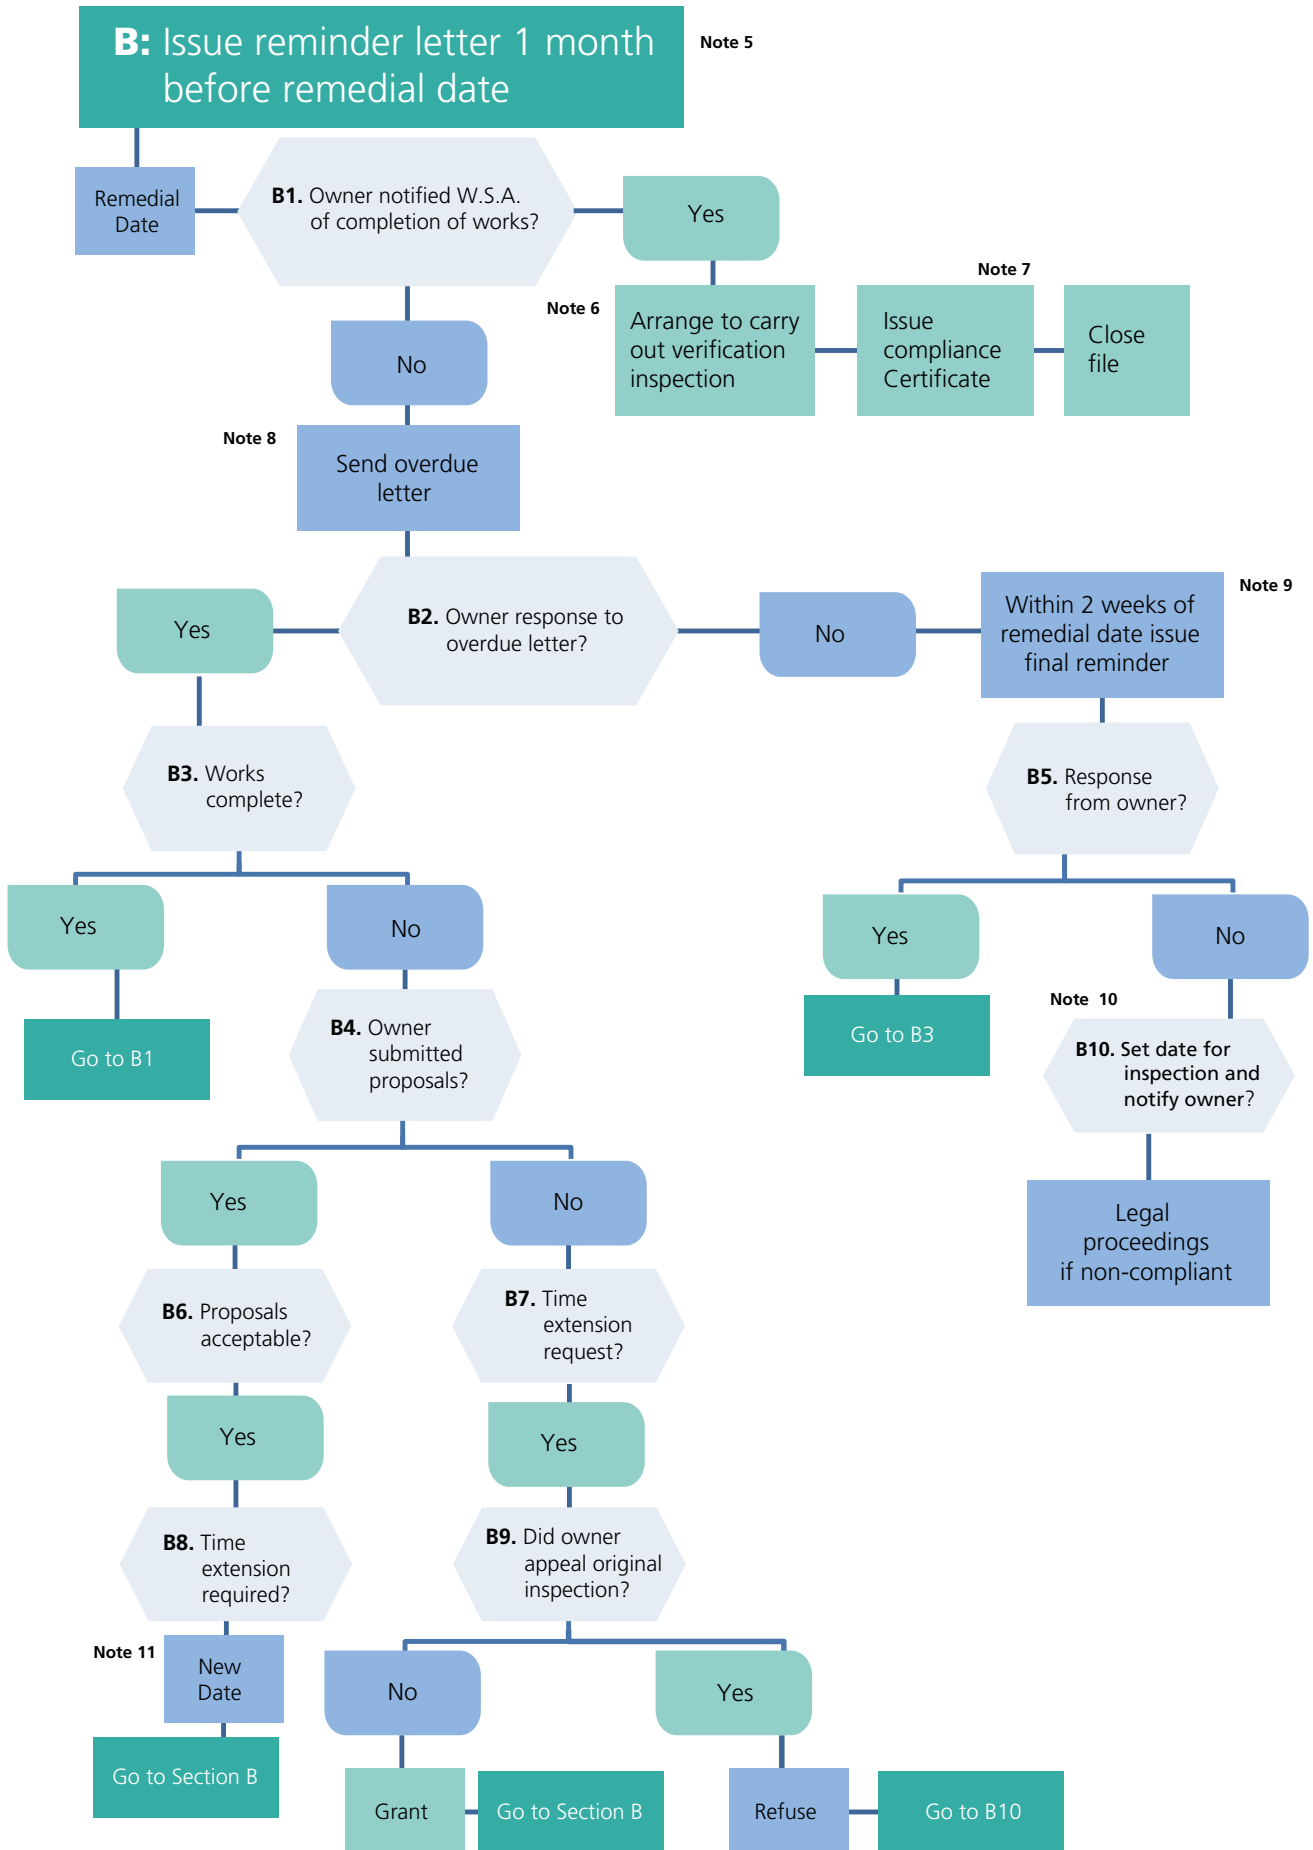 B: Issue reminder letter 1 month
before remedial date
Note 5
Remedial
Date
B1. Owner notified W.S.A.
of completion of works?
Yes
No
Note 6
Arrange to carry
out verification
inspection
Note 7
Issue
compliance
Certificate
Close
file
Note 8
Send overdue
letter
B2. Owner response to
overdue letter?
Yes
No
Note 9
Within 2 weeks of
remedial date issue
final reminder
B3. Works
complete?
B5. Response
from owner?
Yes
No
Yes
No
Go to B1
B4. Owner
submitted
proposals?
Go to B3
Note 10
B10. Set date for
inspection and
notify owner?
Yes
No
Legal
proceedings
if non-compliant
B6. Proposals
acceptable?
B7. Time
extension
request?
Yes
Yes
B8. Time
extension
required?
B9. Did owner
appeal original
inspection?
Note 11
New
Date
No
Yes
Go to Section B
Grant
Go to Section B
Refuse
Go to B10